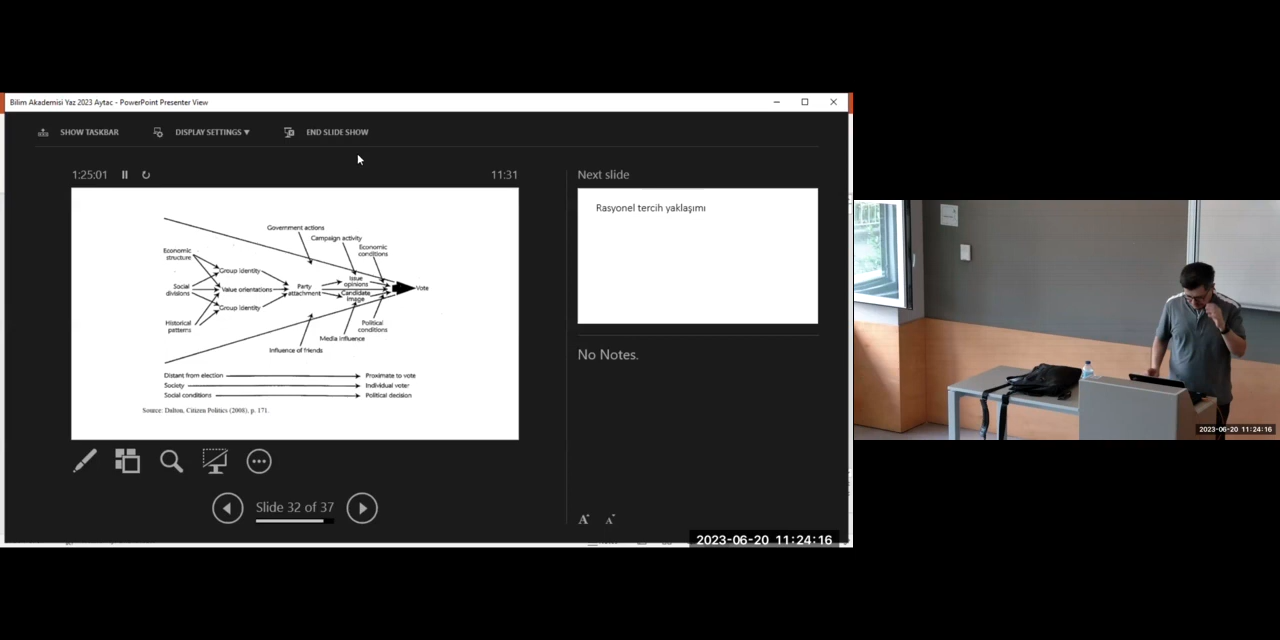 Bilim Akademisi Yaz 2023 Aytac - PowerPoint Presenter View
SHOW TASKBAR
DISPLAY SETTINGS ▼
END SLIDE SHOW
1:25:01
11:31
Government actions
Campaign activity
Economic
conditions
Economic
structure
Group identity
Issue
opinions
Social
divisions
Value orientations
Party
attachment
Candidate
image
Vote
Group identity
Historical
patterns
Political
conditions
Media influence
Influence of friends
Distant from election
Proximate to vote
Society
Individual voter
Social conditions
Political decision
Source: Dalton, Citizen Politics (2008), p. 171.
Slide 32 of 37
Next slide
Rasyonel tercih yaklaşımı
No Notes.
A
A
2023-06-20 11:24:16
2023-06-20 11:24:16